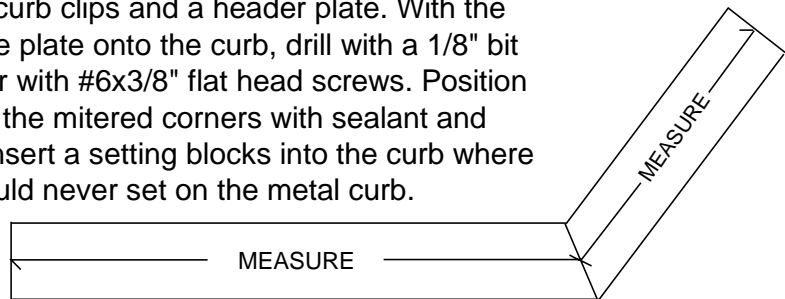 curb clips and a header plate. With the
e plate onto the curb, drill with a 1/8" bit
r with #6x3/8" flat head screws. Position
the mitered corners with sealant and
nsert a setting blocks into the curb where
uld never set on the metal curb.
MEASURE
MEASURE